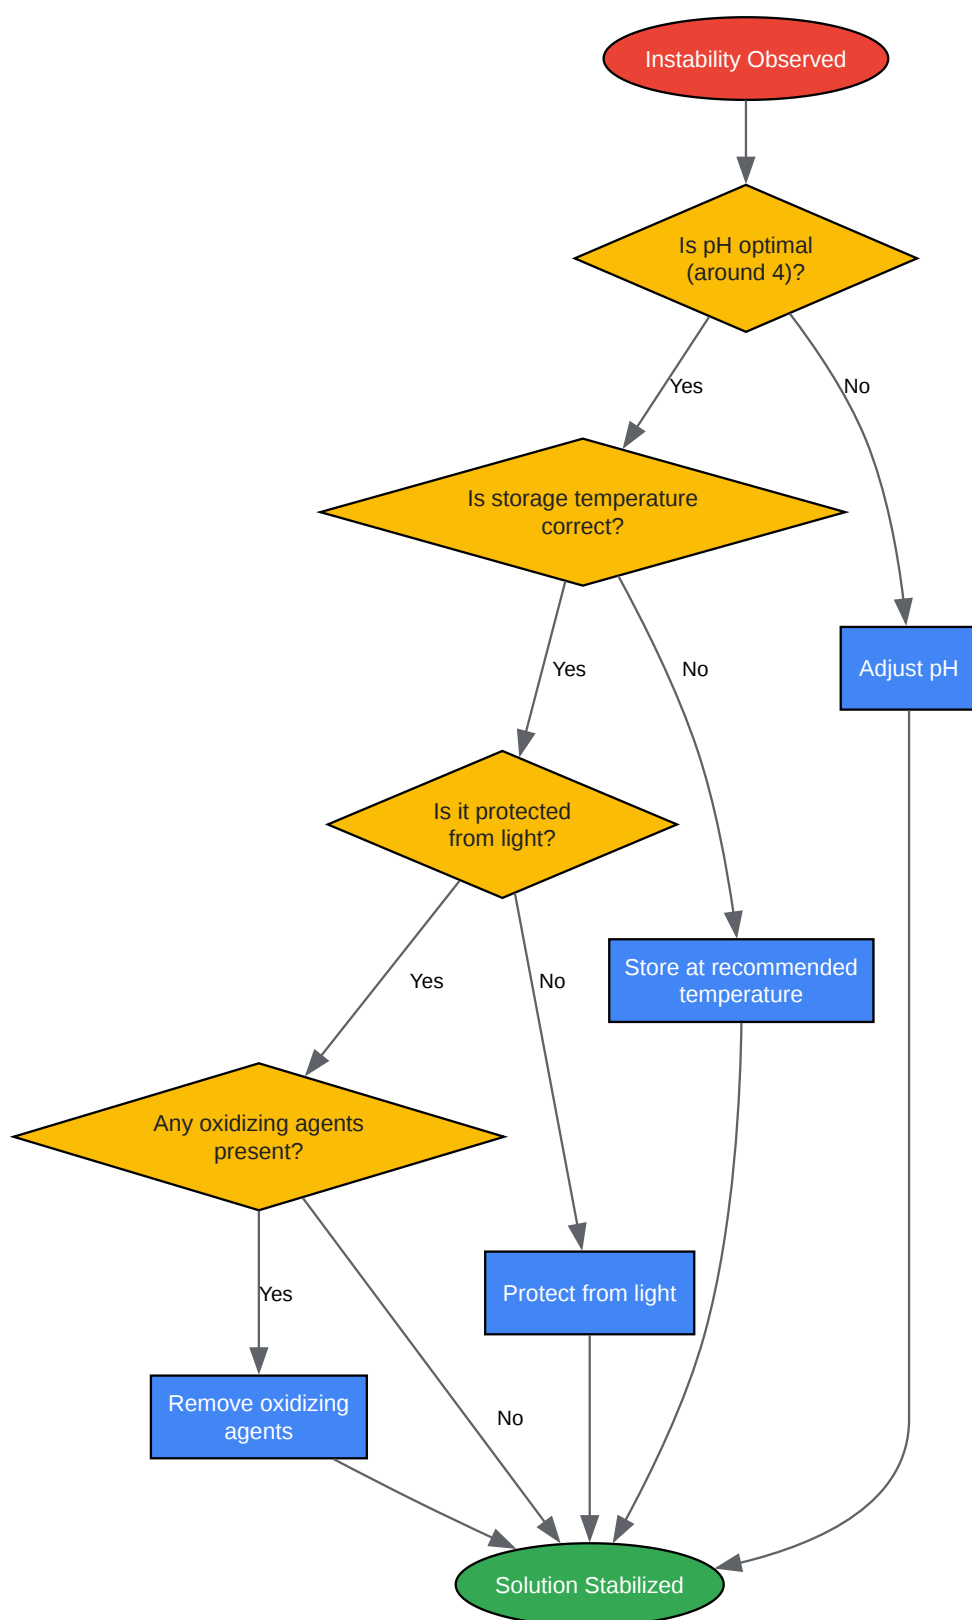 Instability Observed
Is pH optimal
(around 4)?
Yes
No
Is storage temperature
correct?
Yes
No
Adjust pH
Is it protected
from light?
Yes
No
Store at recommended
temperature
Any oxidizing agents
present?
Yes
Protect from light
Remove oxidizing
agents
No
Solution Stabilized